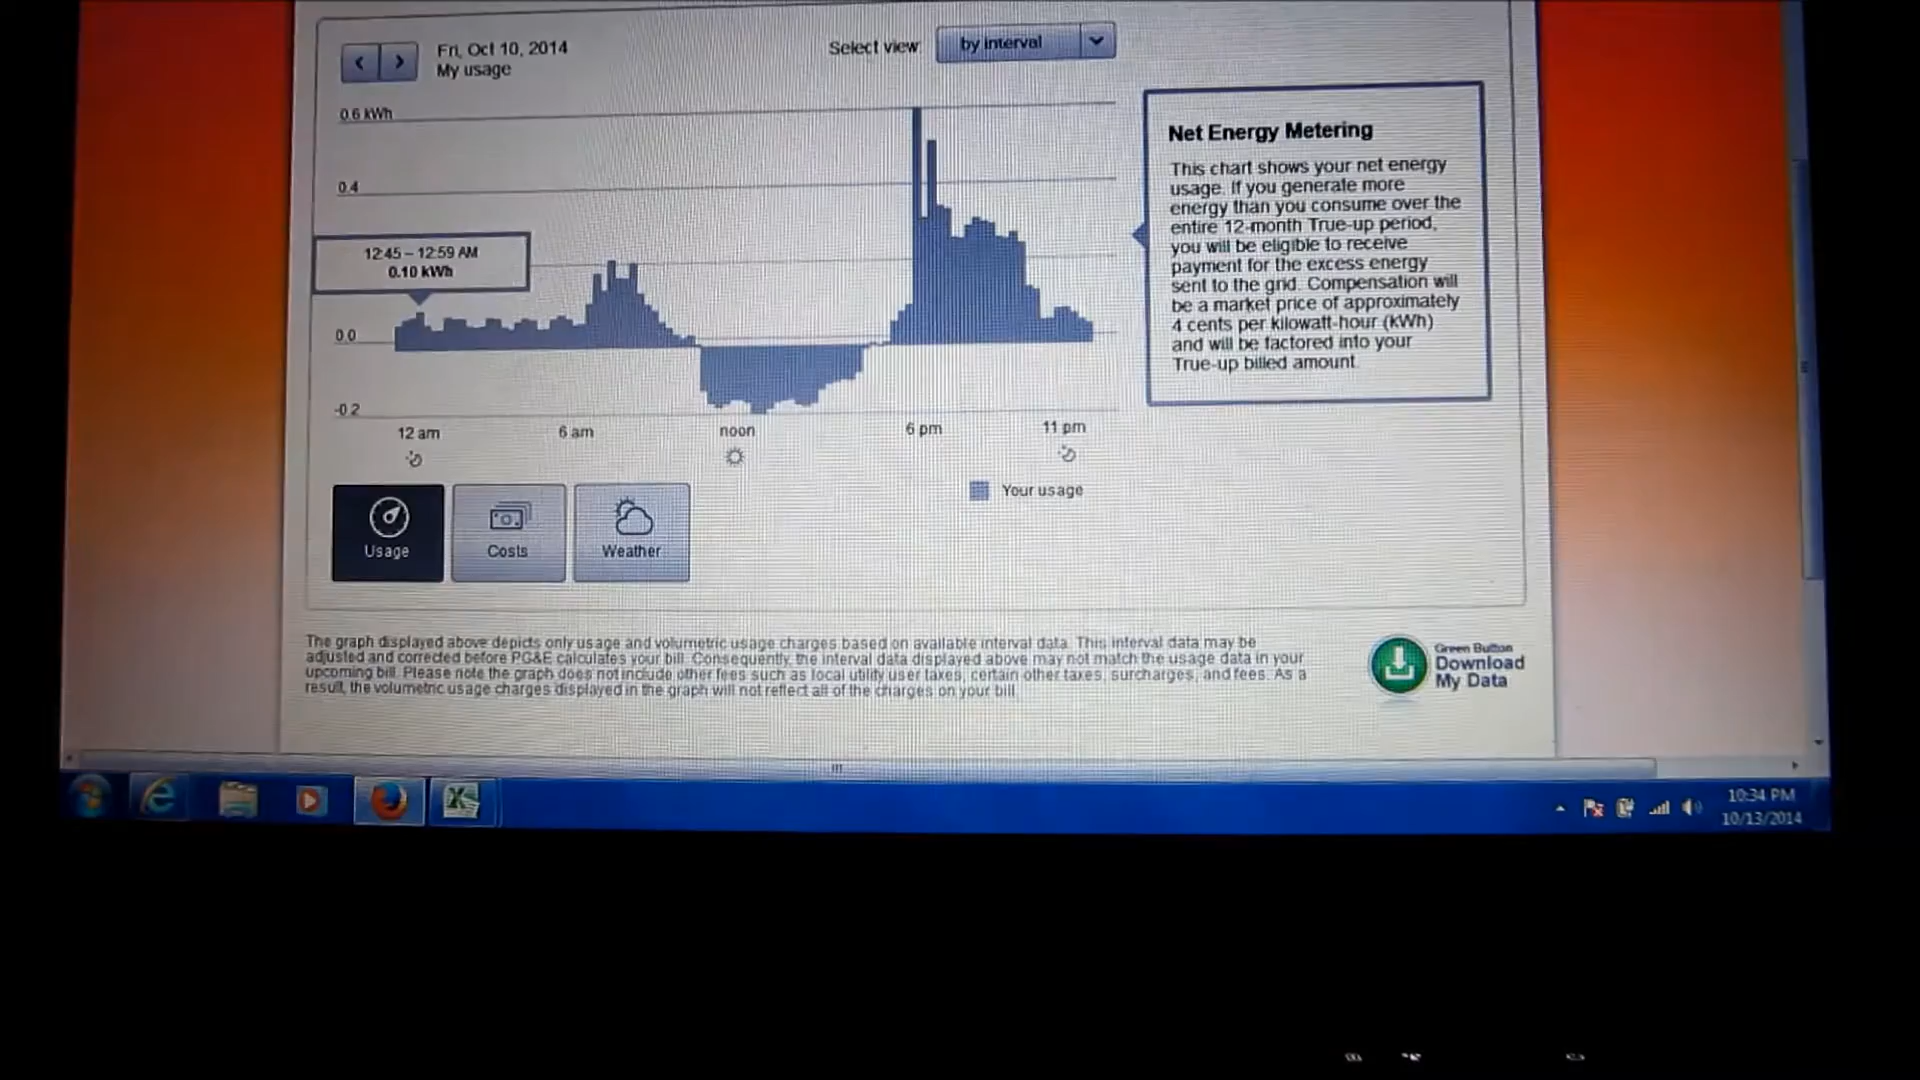 Fri, Oct 10, 2014
My usage
Select view:
by interval
0.6 kWh
0.4
12:45 – 12:59 AM
0.10 kWh
0.0
-0.2
12 am
6 am
noon
6 pm
11 pm
Your usage
Net Energy Metering
This chart shows your net energy
usage. If you generate more
energy than you consume over the
entire 12-month True-up period,
you will be eligible to receive
payment for the excess energy
sent to the grid. Compensation will
be a market price of approximately
4 cents per kilowatt-hour (kWh)
and will be factored into your
True-up billed amount.
Usage
Costs
Weather
The graph displayed above depicts only usage and volumetric usage charges based on available interval data. This interval data may be
adjusted and corrected before PG&E calculates your bill. Consequently, the interval data displayed above may not match the usage data in your
upcoming bill. Please note the graph does not include other fees such as local utility user taxes, certain other taxes, surcharges, and fees. As a
result, the volumetric usage charges displayed in the graph will not reflect all of the charges on your bill.
Green Button
Download
My Data
10:34 PM
10/13/2014